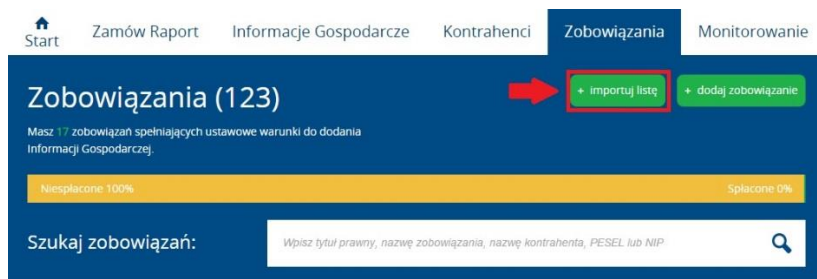 Start
Zamów Raport
Informacje Gospodarcze
Kontrahenci
Zobowiązania
Monitorowanie
Zobowiązania (123)
+ importuj listę
+ dodaj zobowiązanie
Masz 17 zobowiązań spełniających ustawowe warunki do dodania
Informacji Gospodarczej.
Niespłacone 100%
Spłacone 0%
Szukaj zobowiązań:
Wpisz tytuł prawny, nazwę zobowiązania, nazwę kontrahenta, PESEL lub NIP